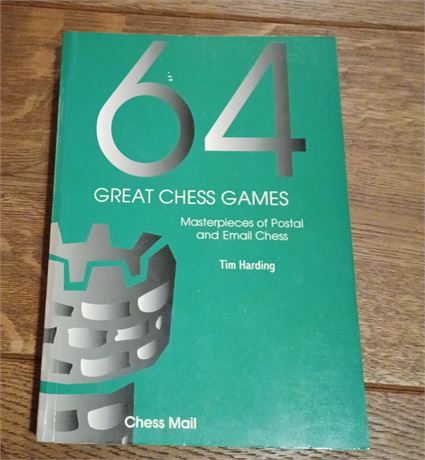 64
GREAT CHESS GAMES
Masterpieces of Postal
and Email Chess
Tim Harding
Chess Mail